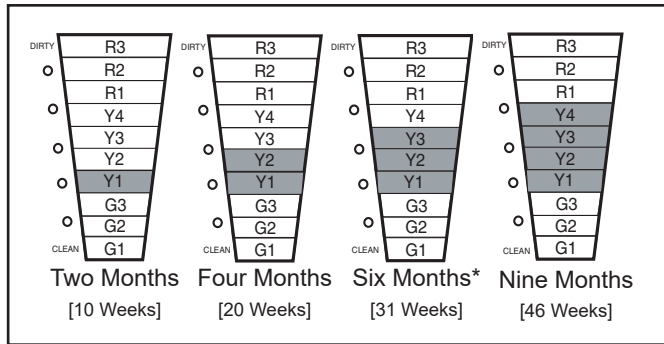 DIRTY R3
R2
R1
Y4
Y3
Y2
Y1
G3
G2
CLEAN G1
Two Months
[10 Weeks]
DIRTY R3
R2
R1
Y4
Y3
Y2
Y1
G3
G2
CLEAN G1
Four Months
[20 Weeks]
DIRTY R3
R2
R1
Y4
Y3
Y2
Y1
G3
G2
CLEAN G1
Six Months*
[31 Weeks]
DIRTY R3
R2
R1
Y4
Y3
Y2
Y1
G3
G2
CLEAN G1
Nine Months
[46 Weeks]